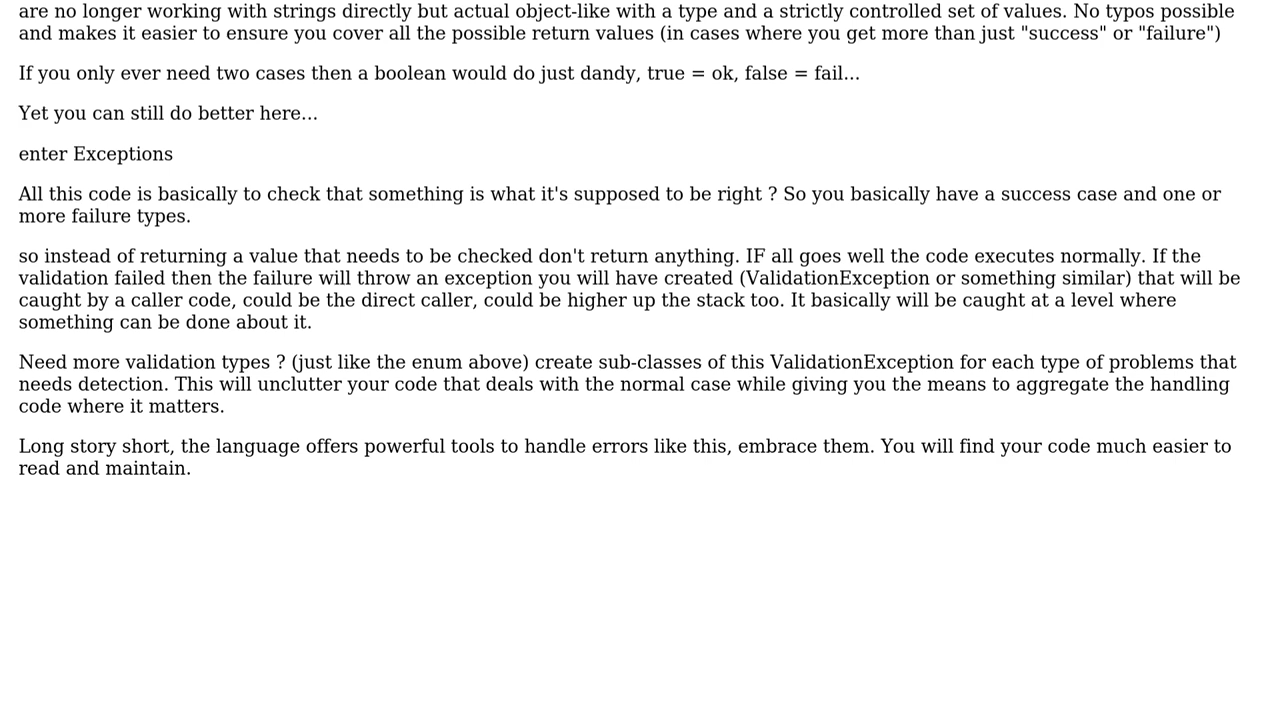 are no longer working with strings directly but actual object-like with a type and a strictly controlled set of values. No typos possible
and makes it easier to ensure you cover all the possible return values (in cases where you get more than just "success" or "failure")
If you only ever need two cases then a boolean would do just dandy, true = ok, false = fail...
Yet you can still do better here...
enter Exceptions
All this code is basically to check that something is what it's supposed to be right ? So you basically have a success case and one or
more failure types.
so instead of returning a value that needs to be checked don't return anything. IF all goes well the code executes normally. If the
validation failed then the failure will throw an exception you will have created (ValidationException or something similar) that will be
caught by a caller code, could be the direct caller, could be higher up the stack too. It basically will be caught at a level where
something can be done about it.
Need more validation types ? (just like the enum above) create sub-classes of this ValidationException for each type of problems that
needs detection. This will unclutter your code that deals with the normal case while giving you the means to aggregate the handling
code where it matters.
Long story short, the language offers powerful tools to handle errors like this, embrace them. You will find your code much easier to
read and maintain.